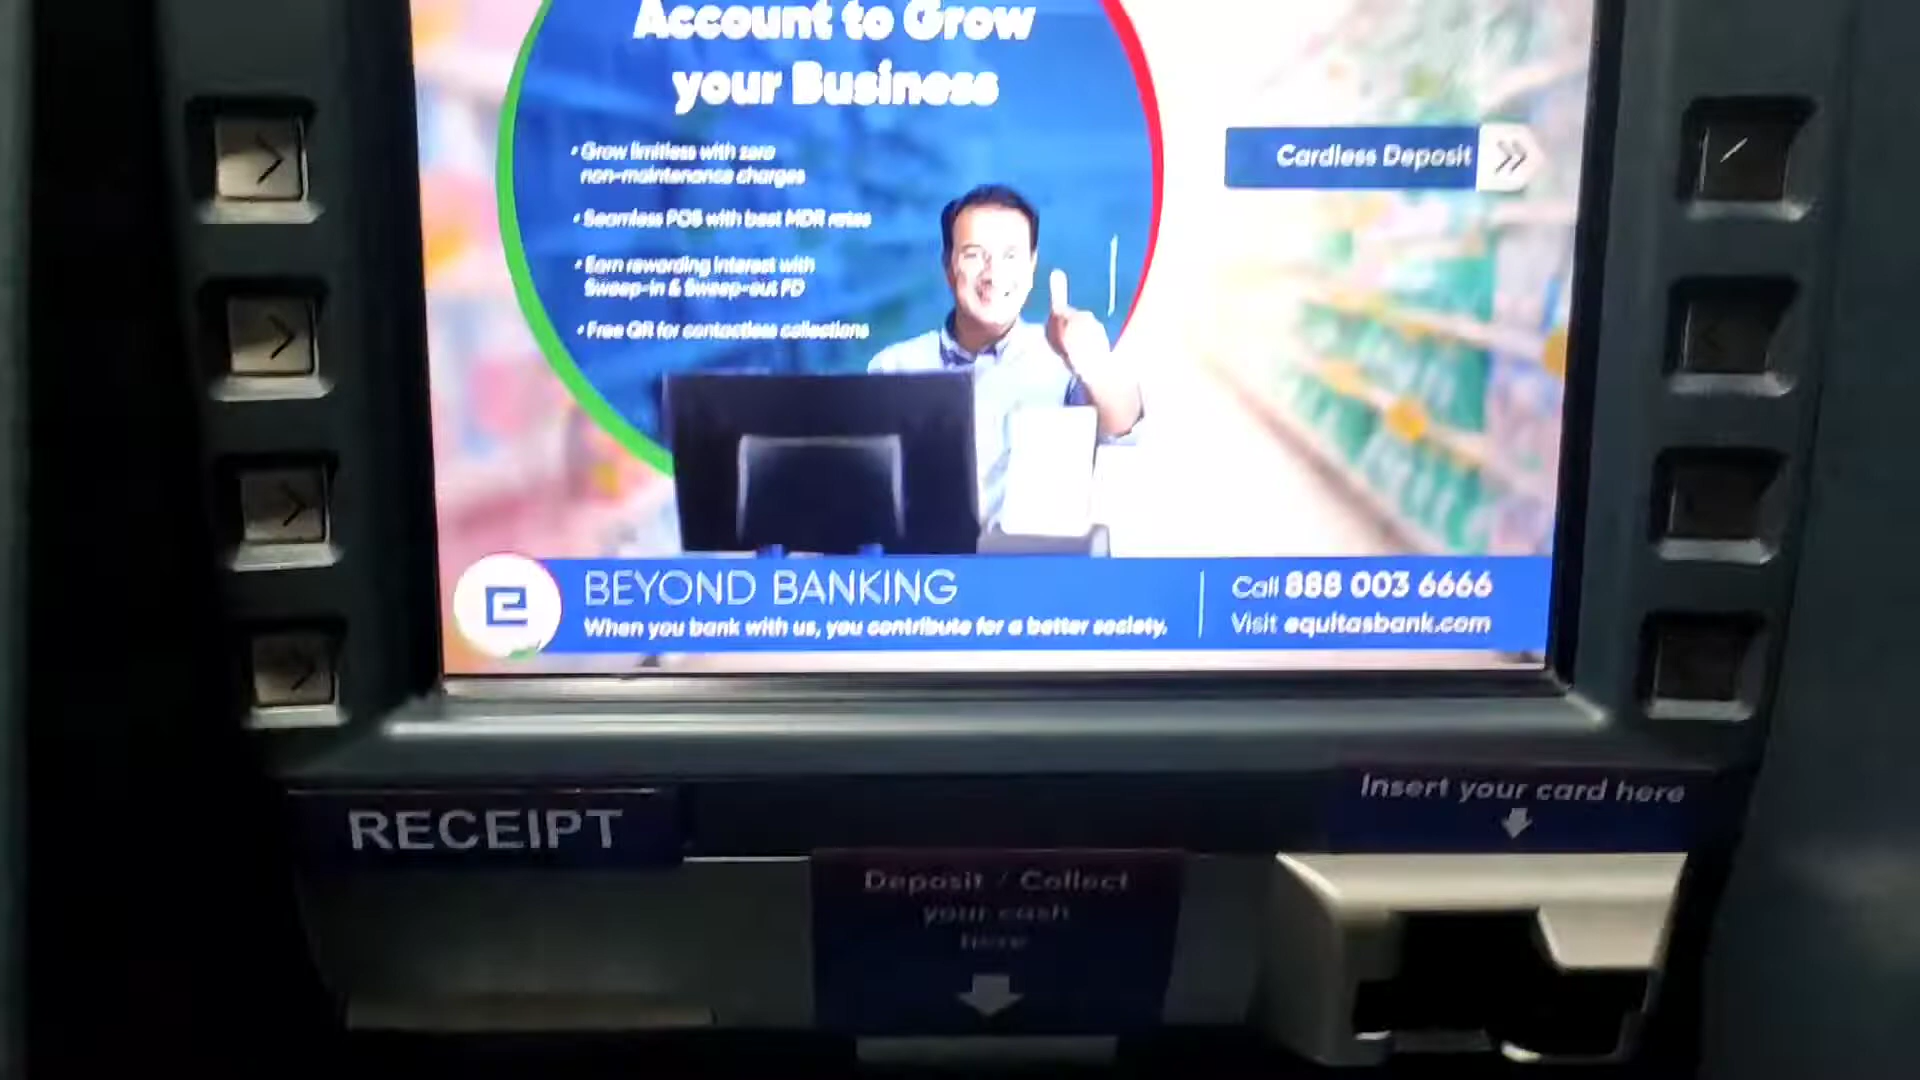 Account to Grow
your Business
• Grow limitless with zero
non-maintenance charges
• Seamless POS with best MDR rates
• Earn rewarding interest with
Sweep-in & Sweep-out FD
• Free QR for contactless collections
Cardless Deposit
BEYOND BANKING
When you bank with us, you contribute for a better society.
Call 888 003 6666
Visit equitasbank.com
Insert your card here
RECEIPT
Deposit / Collect
your cash
here